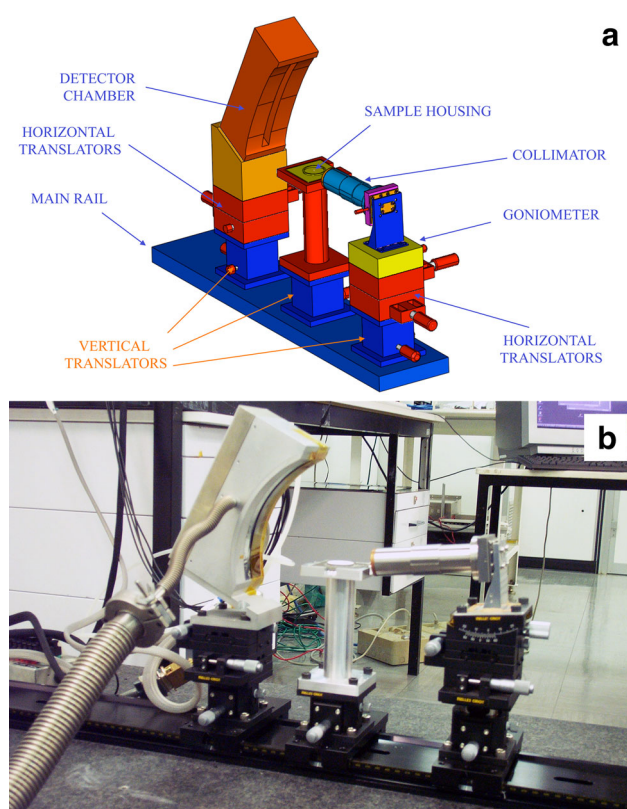 a
DETECTOR
CHAMBER
SAMPLE HOUSING
HORIZONTAL
TRANSLATORS
COLLIMATOR
MAIN RAIL
GONIOMETER
VERTICAL
TRANSLATORS
HORIZONTAL
TRANSLATORS
b